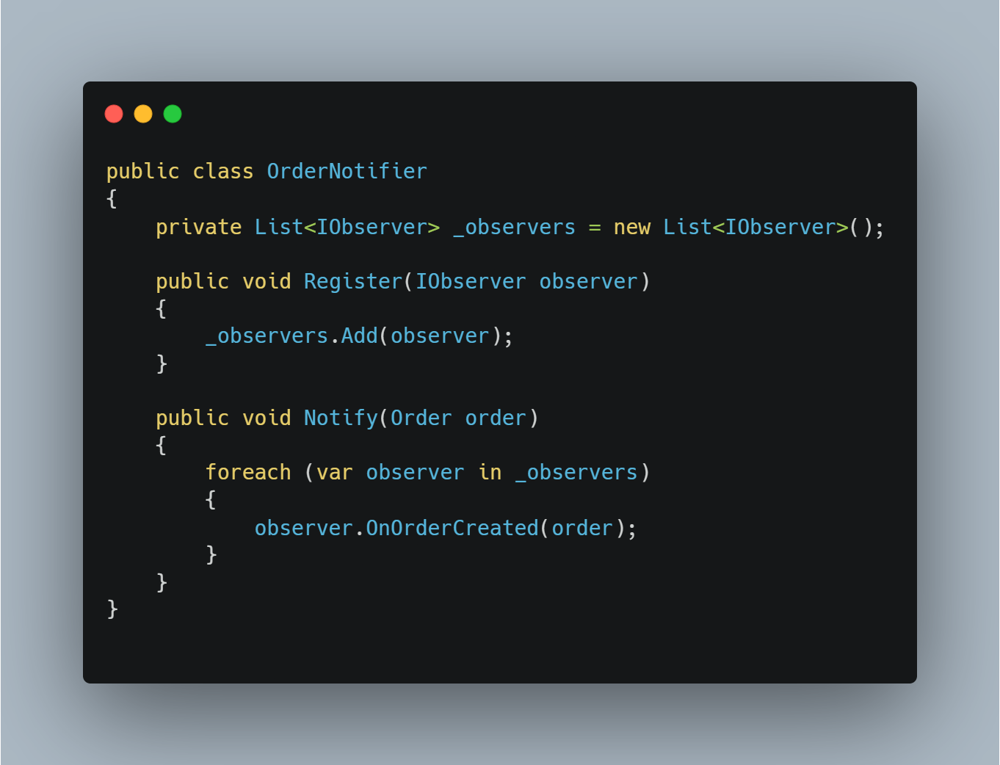 public class OrderNotifier
{
    private List<IObserver> _observers = new List<IObserver>();

    public void Register(IObserver observer)
    {
        _observers.Add(observer);
    }

    public void Notify(Order order)
    {
        foreach (var observer in _observers)
        {
            observer.OnOrderCreated(order);
        }
    }
}